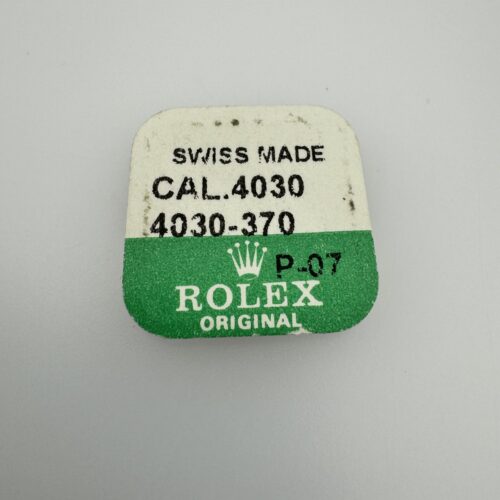 SWISS MADE
CAL.4030
4030-370
P-07
ROLEX
ORIGINAL